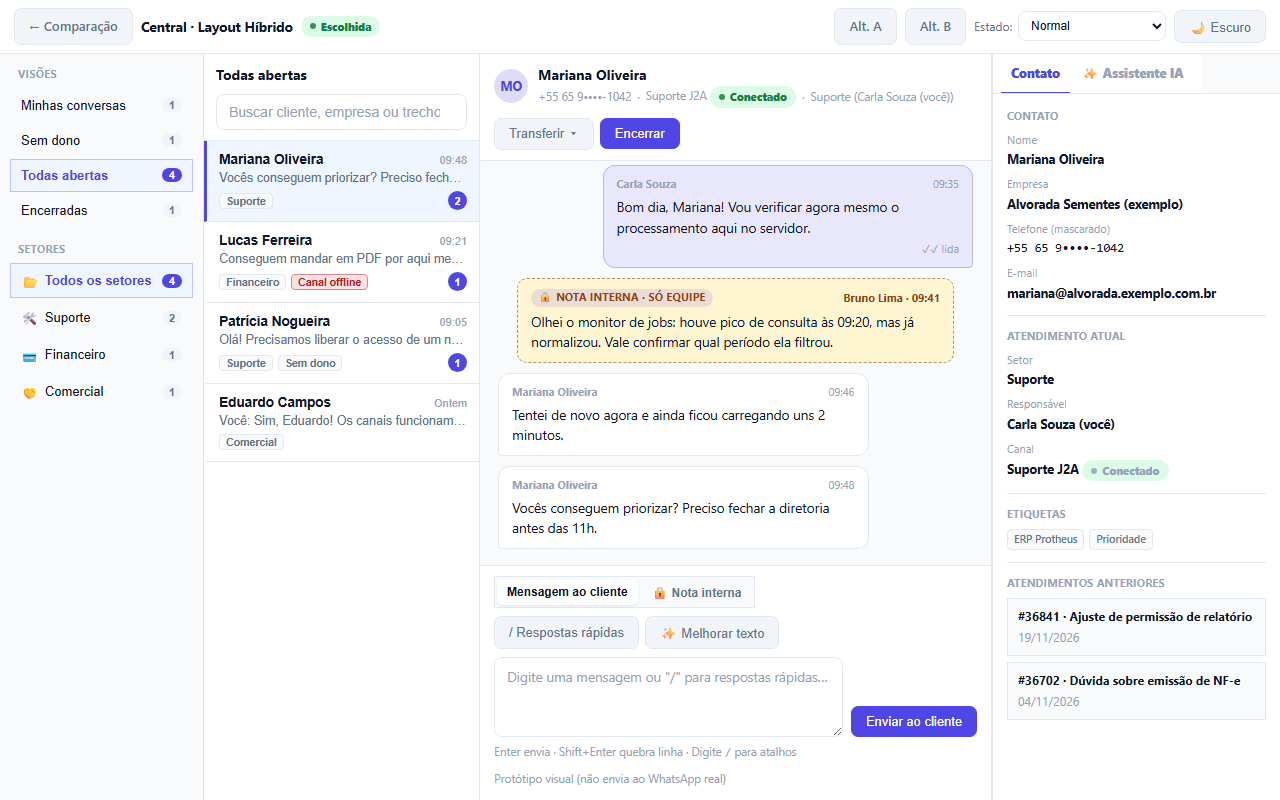 ← Comparação
Central · Layout Híbrido
Escolhida
Alt. A
Alt. B
Estado:
Normal
🌙 Escuro
VISÕES
Minhas conversas 1
Sem dono 1
Todas abertas 4
Encerradas 1
SETORES
📁 Todos os setores 4
🛠️ Suporte 2
💳 Financeiro 1
🤝 Comercial 1
Todas abertas
Buscar cliente, empresa ou trecho
Mariana Oliveira 09:48
Vocês conseguem priorizar? Preciso fech...
Suporte 2
Lucas Ferreira 09:21
Conseguem mandar em PDF por aqui me...
Financeiro Canal offline 1
Patrícia Nogueira 09:05
Olá! Precisamos liberar o acesso de um n...
Suporte Sem dono 1
Eduardo Campos Ontem
Você: Sim, Eduardo! Os canais funcionam...
Comercial
MO
Mariana Oliveira
+55 65 9••••-1042 · Suporte J2A Conectado · Suporte (Carla Souza (você))
Transferir ▾
Encerrar
Carla Souza 09:35
Bom dia, Mariana! Vou verificar agora mesmo o
processamento aqui no servidor.
✓✓ lida
🔒 NOTA INTERNA · SÓ EQUIPE Bruno Lima · 09:41
Olhei o monitor de jobs: houve pico de consulta às 09:20, mas já
normalizou. Vale confirmar qual período ela filtrou.
Mariana Oliveira 09:46
Tentei de novo agora e ainda ficou carregando uns 2
minutos.
Mariana Oliveira 09:48
Vocês conseguem priorizar? Preciso fechar a diretoria
antes das 11h.
Mensagem ao cliente
🔒 Nota interna
/ Respostas rápidas
✨ Melhorar texto
Digite uma mensagem ou "/" para respostas rápidas...
Enviar ao cliente
Enter envia · Shift+Enter quebra linha · Digite / para atalhos
Protótipo visual (não envia ao WhatsApp real)
Contato
✨ Assistente IA
CONTATO
Nome
Mariana Oliveira
Empresa
Alvorada Sementes (exemplo)
Telefone (mascarado)
+55 65 9••••-1042
E-mail
mariana@alvorada.exemplo.com.br
ATENDIMENTO ATUAL
Setor
Suporte
Responsável
Carla Souza (você)
Canal
Suporte J2A Conectado
ETIQUETAS
ERP Protheus Prioridade
ATENDIMENTOS ANTERIORES
#36841 · Ajuste de permissão de relatório
19/11/2026
#36702 · Dúvida sobre emissão de NF-e
04/11/2026